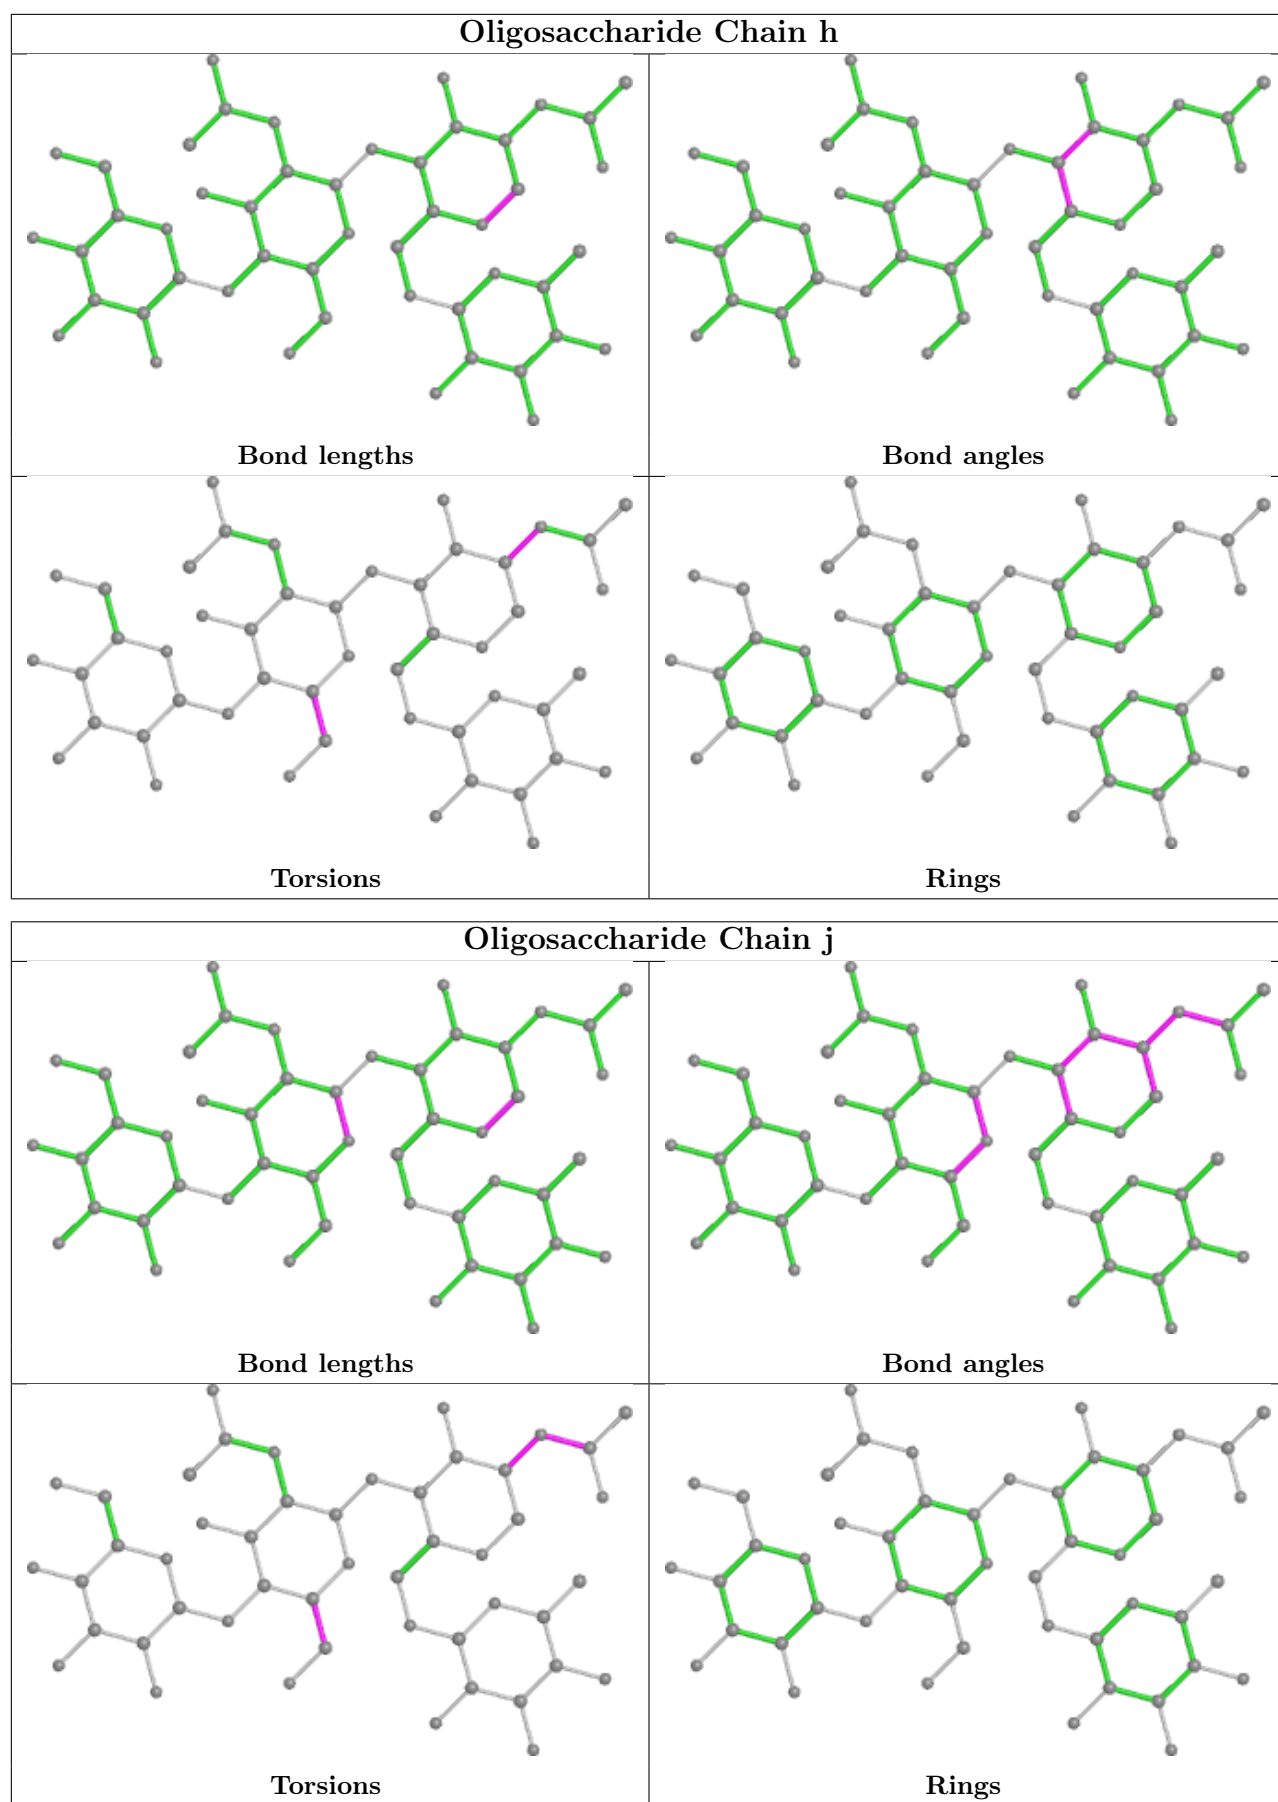 Oligosaccharide Chain h
Bond lengths
Bond angles
Torsions
Rings
Oligosaccharide Chain j
Bond lengths
Bond angles
Torsions
Rings